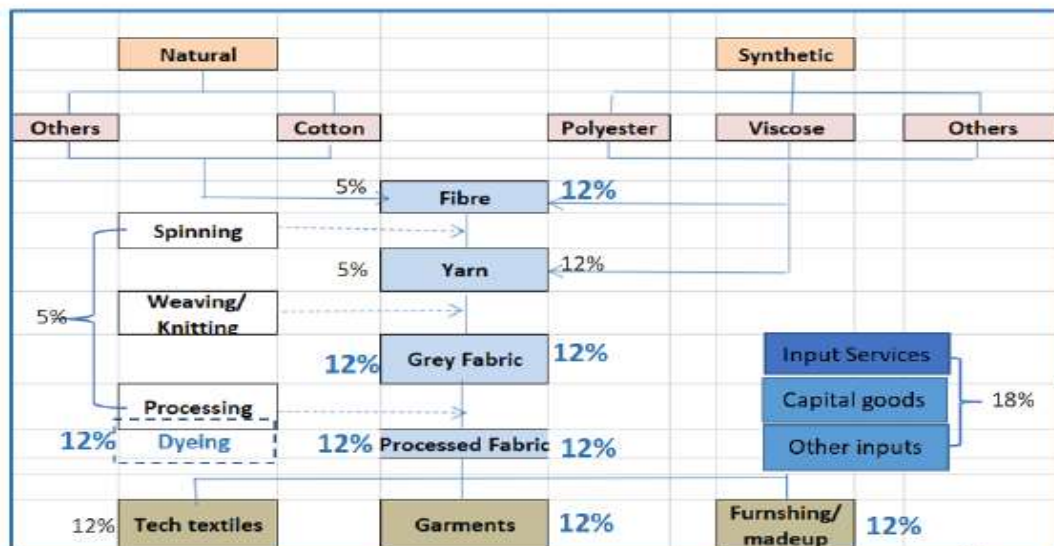 Natural
Synthetic
Others
Cotton
Polyester
Viscose
Others
5%
Fibre
12%
Spinning
5%
Yarn
12%
Weaving/
Knitting
5%
12%
Grey Fabric
12%
Input Services
Capital goods
18%
Other inputs
Processing
12%
Dyeing
12%
Processed Fabric
12%
12%
Tech textiles
Garments
12%
Furnshing/
madeup
12%